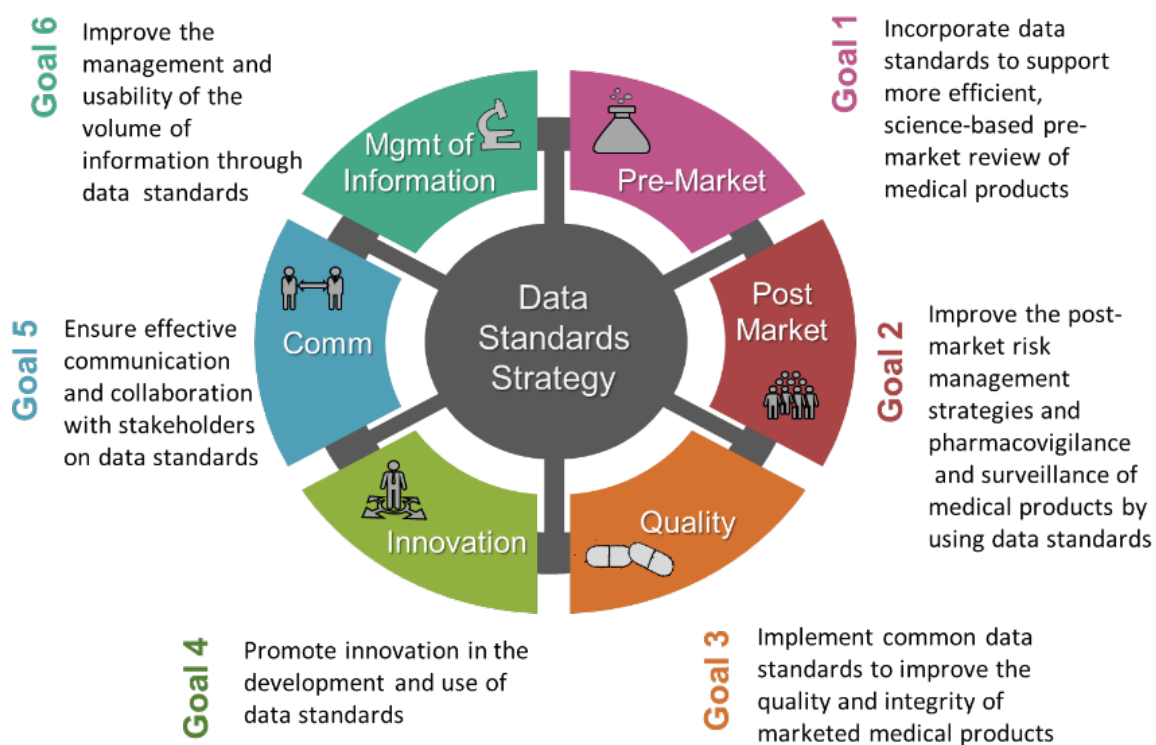 Goal 1
Incorporate data
standards to support
more efficient,
science-based pre-
market review of
medical products
Goal 2
Improve the post-
market risk
management
strategies and
pharmacovigilance
and surveillance of
medical products by
using data standards
Goal 3
Implement common data
standards to improve the
quality and integrity of
marketed medical products
Goal 4
Promote innovation in the
development and use of
data standards
Goal 5
Ensure effective
communication
and collaboration
with stakeholders
on data standards
Goal 6
Improve the
management and
usability of the
volume of
information through
data standards
Pre-Market
Post
Market
Quality
Innovation
Comm
Mgmt of
Information
Data
Standards
Strategy